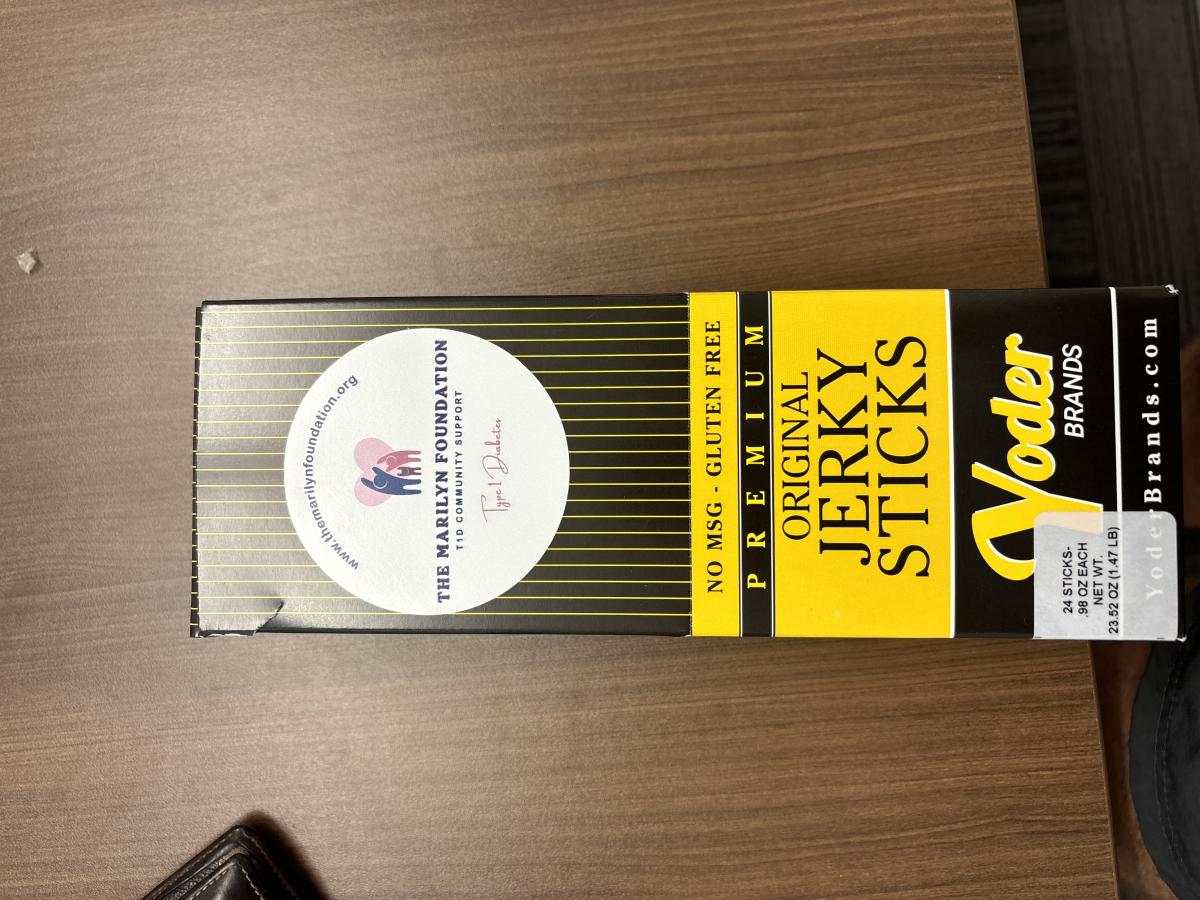 www.themarilynfoundation.org
THE MARILYN FOUNDATION
T1D COMMUNITY SUPPORT
Type 1 Diabetes
NO MSG - GLUTEN FREE
PREMIUM
ORIGINAL
JERKY
STICKS
Yoder
BRANDS
24 STICKS-
.98 OZ EACH
NET WT.
23.52 OZ (1.47 LB)
YoderBrands.com